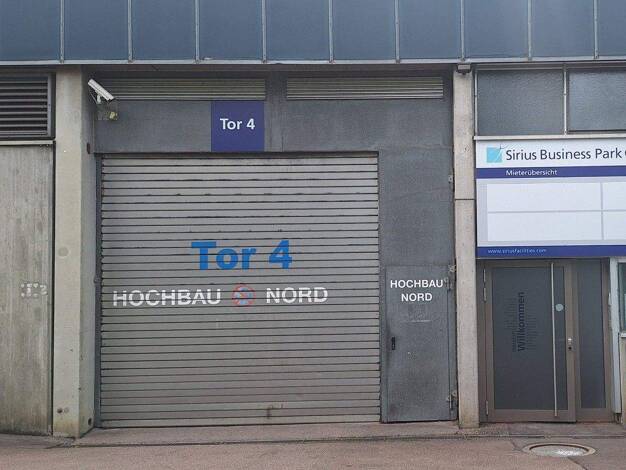 Tor 4
Sirius Business Park
Mieterübersicht
Tor 4
HOCHBAU NORD
HOCHBAU
NORD
www.siriusfacilities.com
Willkommen